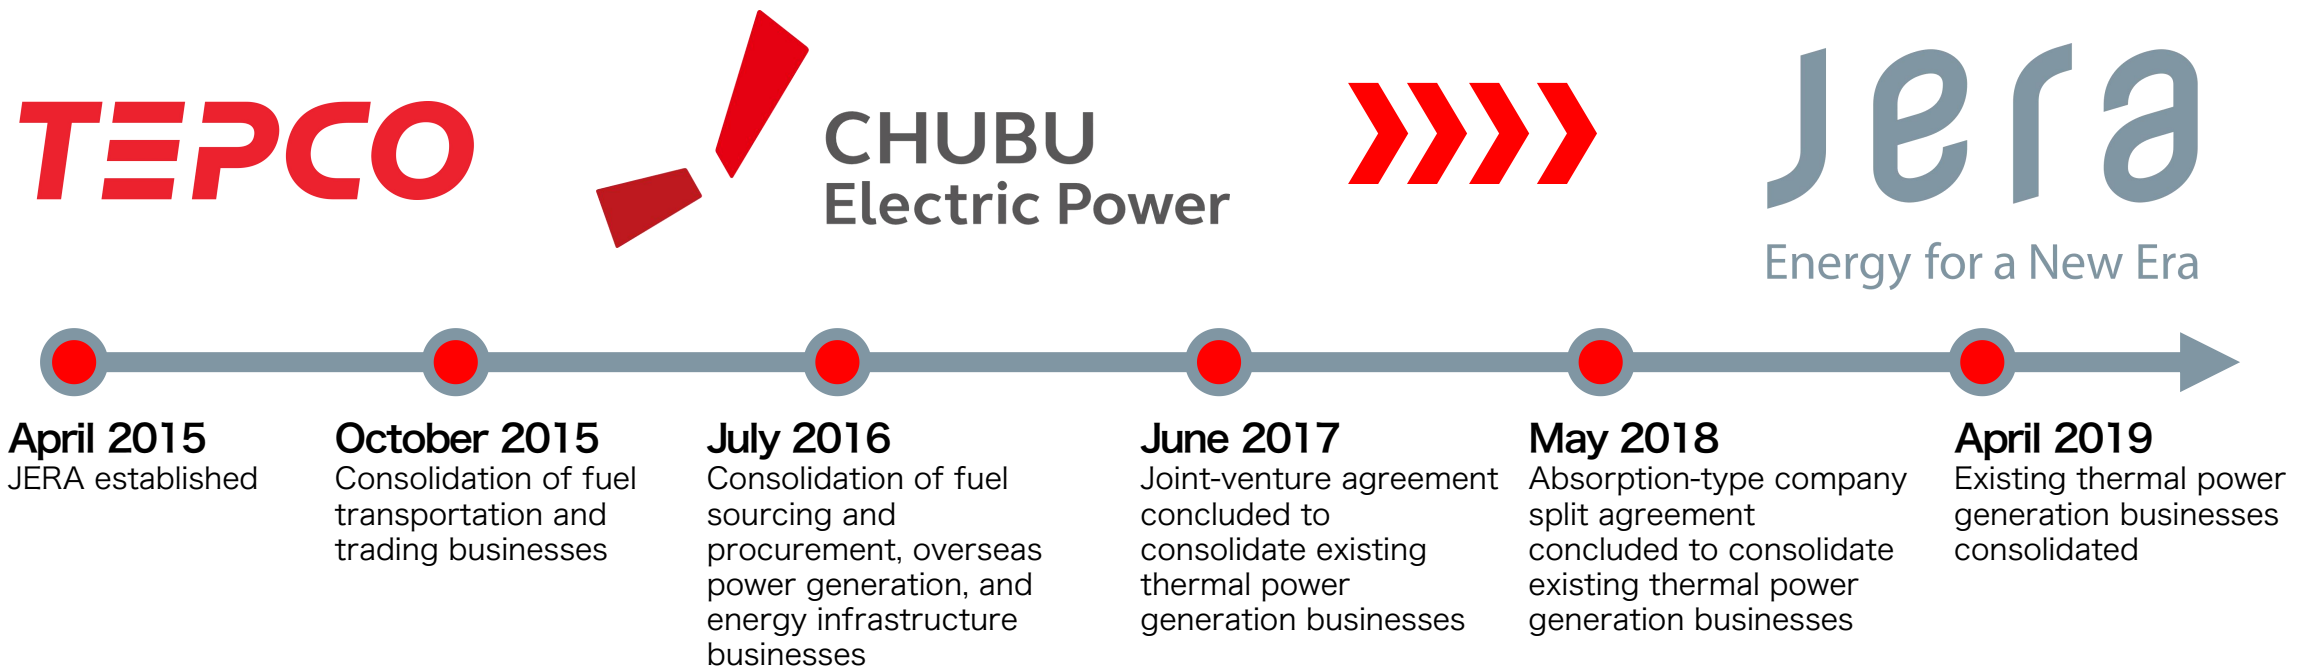 TEPCO
CHUBU
Electric Power
Jera
Energy for a New Era
April 2015
JERA established
October 2015
Consolidation of fuel
transportation and
trading businesses
July 2016
Consolidation of fuel
sourcing and
procurement, overseas
power generation, and
energy infrastructure
businesses
June 2017
Joint-venture agreement
concluded to
consolidate existing
thermal power
generation businesses
May 2018
Absorption-type company
split agreement
concluded to consolidate
existing thermal power
generation businesses
April 2019
Existing thermal power
generation businesses
consolidated